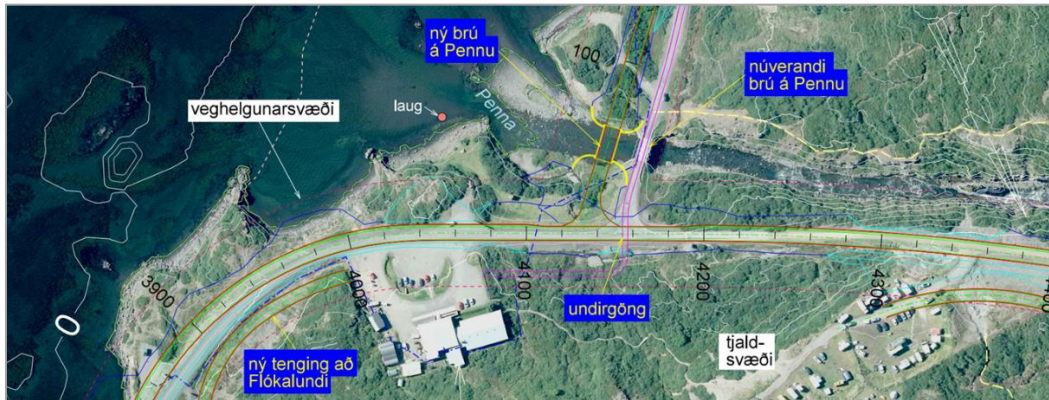 ný brú
á Pennu
100
núverandi
brú á Pennu
veghelgunarsvæði
laug
Penna
3900
4000
4100
4200
4300
0
undirgöng
tjald-
svæði
ný tenging að
Flókalundi